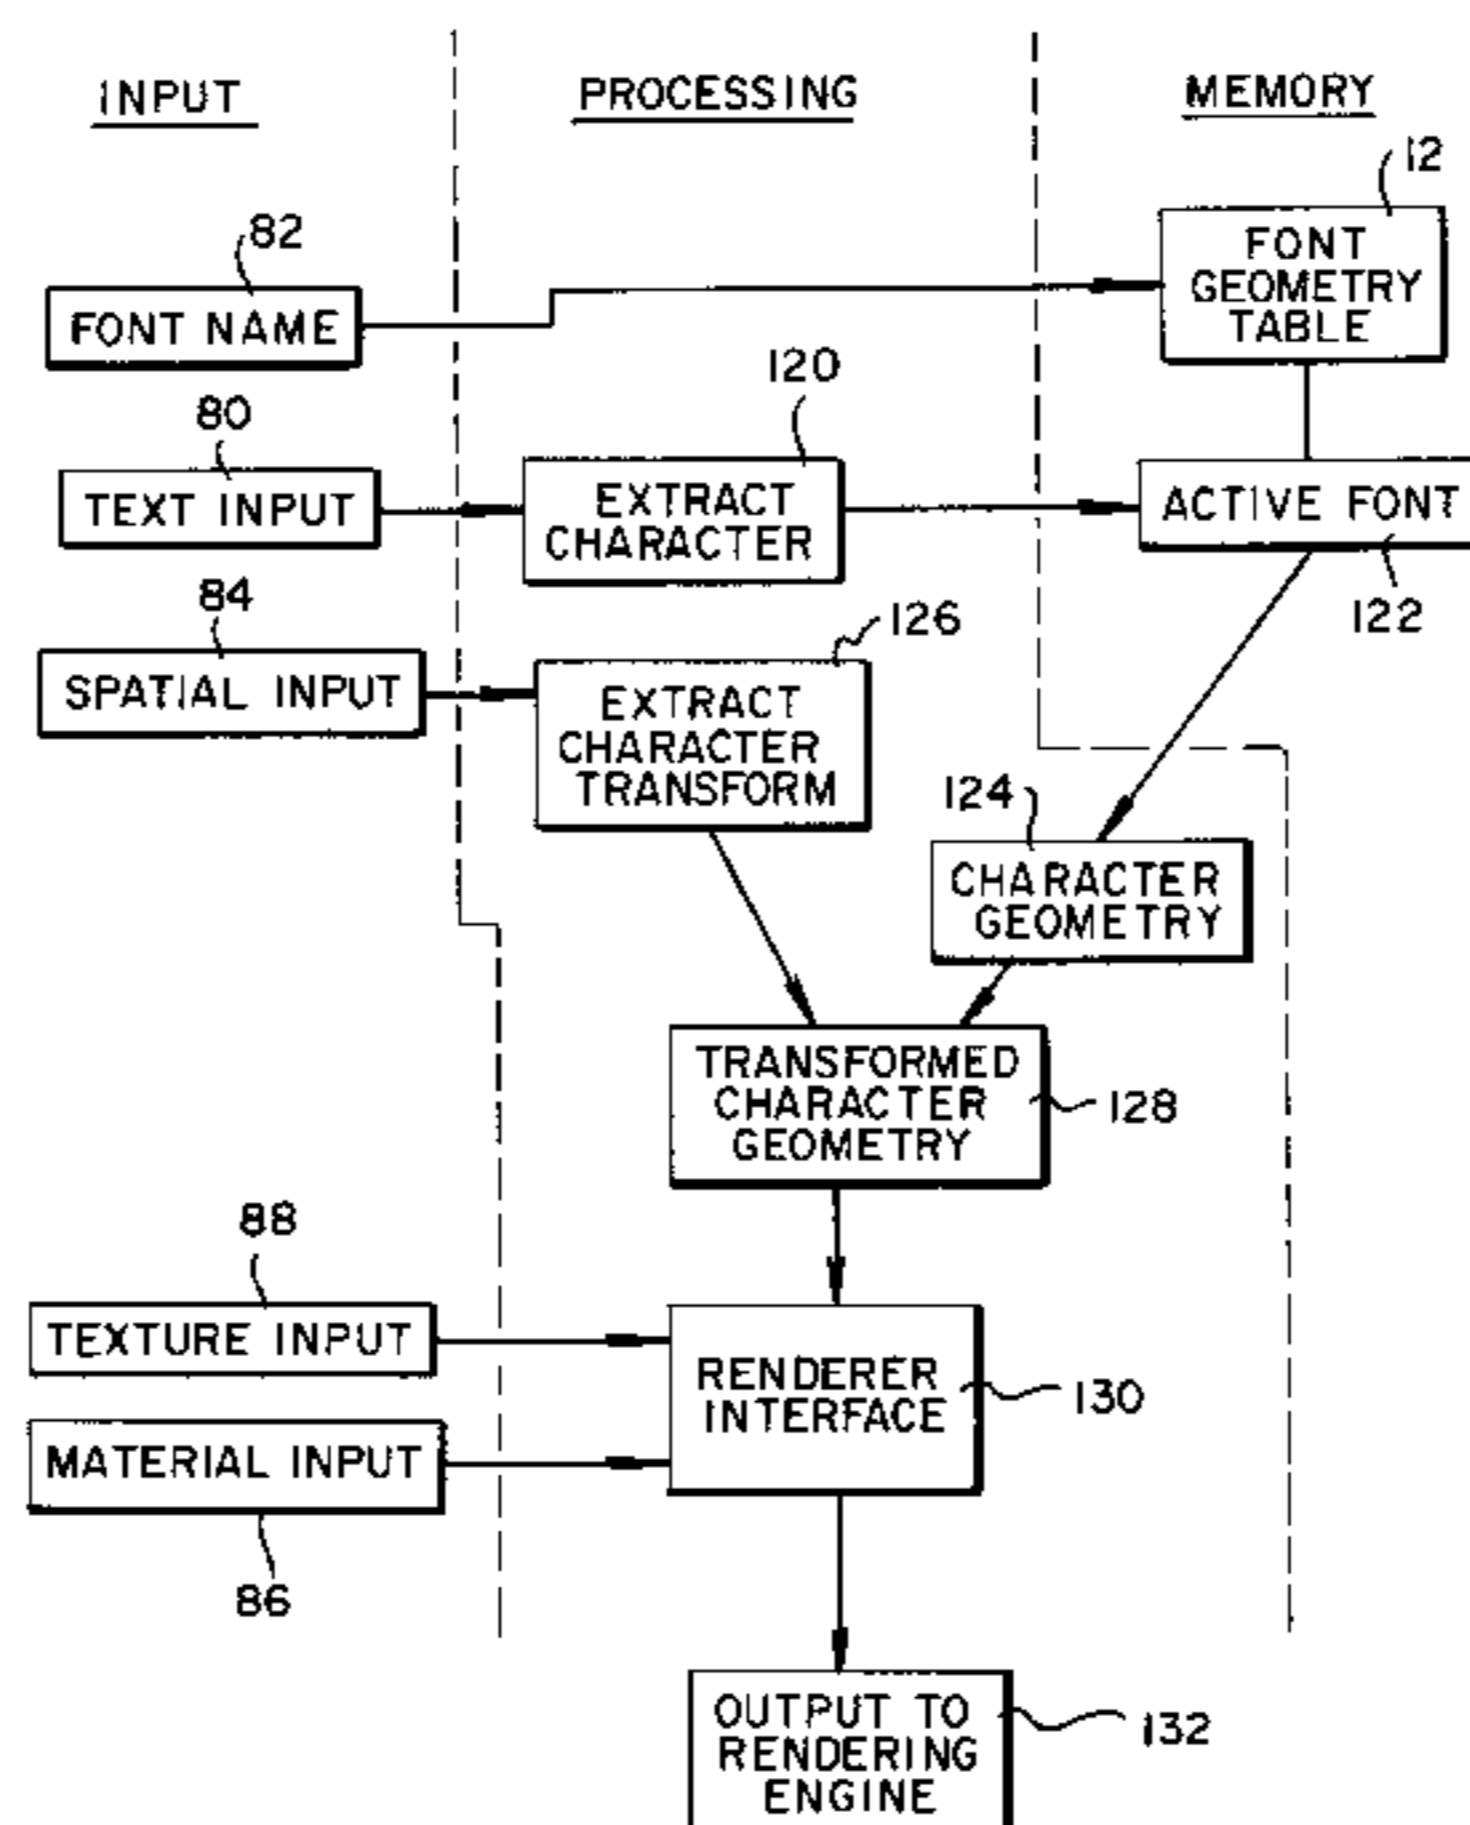 INPUT
PROCESSING
MEMORY
12
82
FONT NAME
FONT
GEOMETRY
TABLE
80
120
TEXT INPUT
EXTRACT
CHARACTER
ACTIVE FONT
122
84
126
SPATIAL INPUT
EXTRACT
CHARACTER
TRANSFORM
124
CHARACTER
GEOMETRY
TRANSFORMED
CHARACTER
GEOMETRY
128
88
TEXTURE INPUT
RENDERER
INTERFACE
130
MATERIAL INPUT
86
OUTPUT TO
RENDERING
ENGINE
132